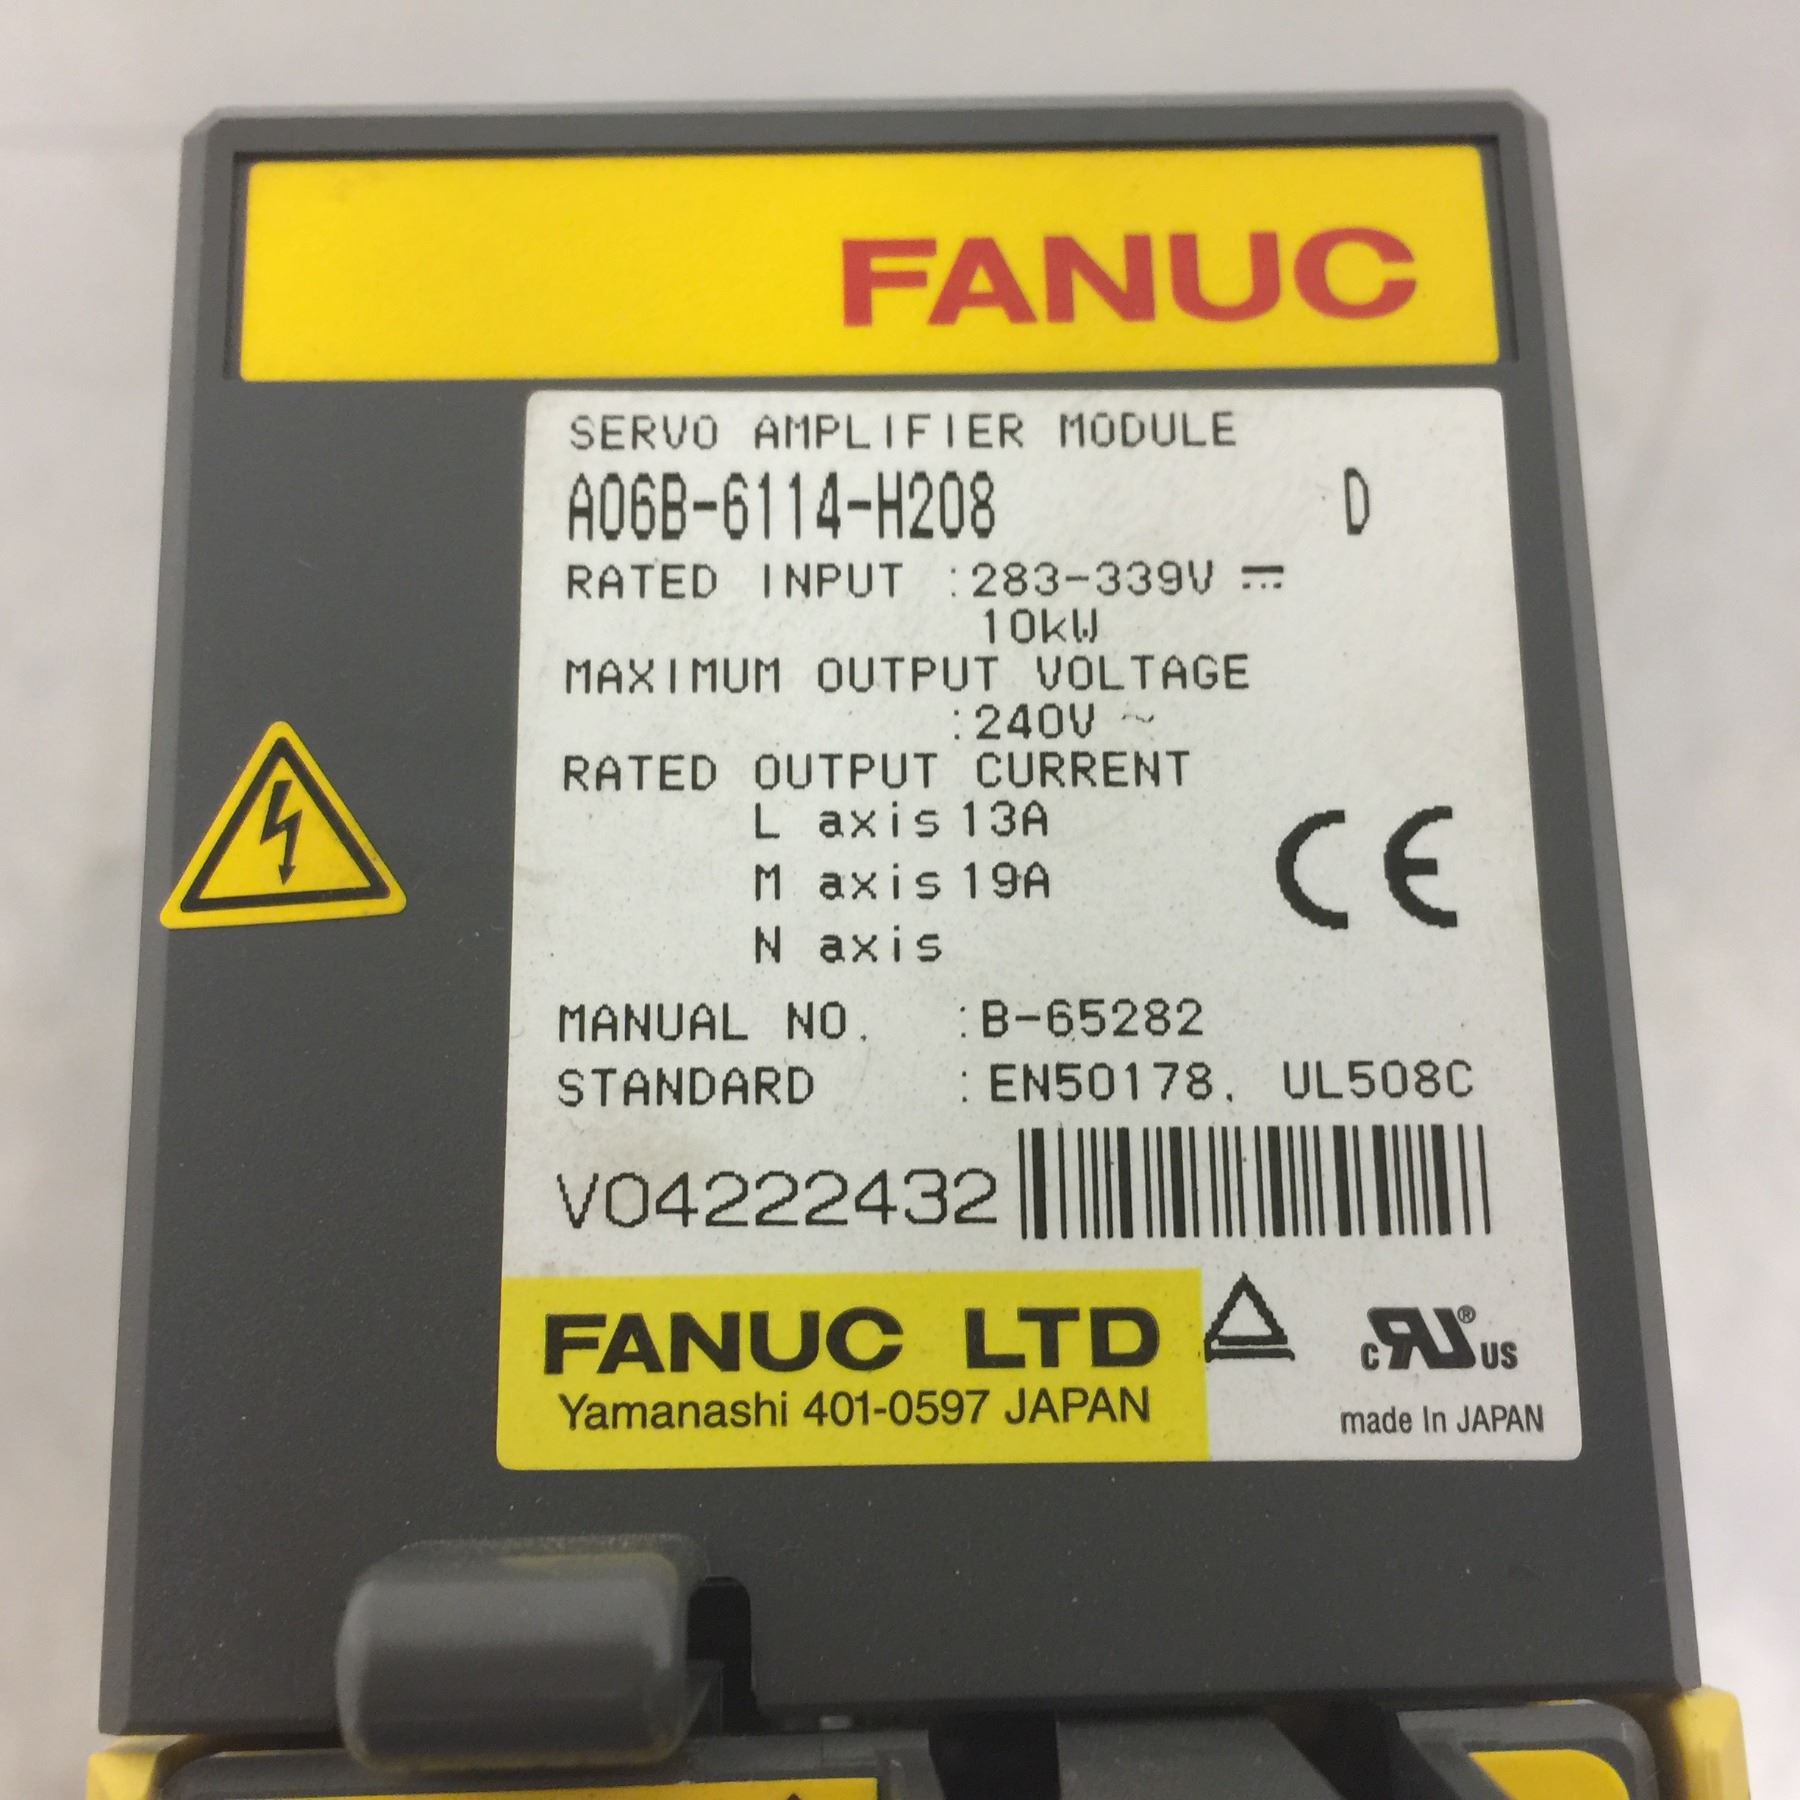 FANUC
SERVO AMPLIFIER MODULE
A06B-6114-H208 D
RATED INPUT :283-339V ⎓
10kW
MAXIMUM OUTPUT VOLTAGE
:240V ~
RATED OUTPUT CURRENT
L axis 13A
M axis 19A
N axis
CE
MANUAL NO. :B-65282
STANDARD :EN50178. UL508C
V04222432
FANUC LTD
Yamanashi 401-0597 JAPAN
c RU ® US
made In JAPAN